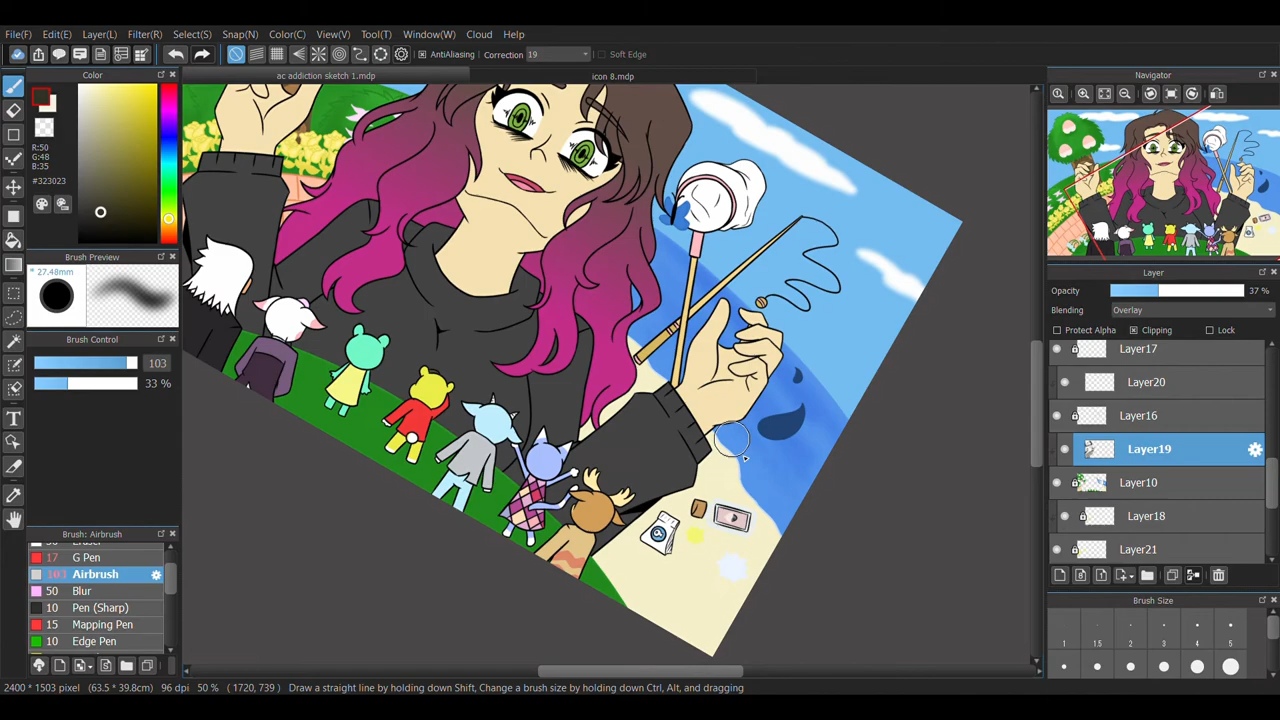 File(F) Edit(E) Layer(L) Filter(R) Select(S) Snap(N) Color(C) View(V) Tool(T) Window(W) Cloud Help
AntiAliasing Correction 19 Soft Edge
Color
ac addiction sketch 1.mdp icon 8.mdp
Navigator
R:50
G:48
B:35
#323023
Brush Preview
* 27.48mm
Brush Control
103
33 %
Layer
Opacity 37 %
Blending Overlay
Protect Alpha Clipping Lock
Layer17
Layer20
Layer16
Layer19
Layer10
Layer18
Layer21
Brush: Airbrush
17 G Pen
103 Airbrush
50 Blur
10 Pen (Sharp)
15 Mapping Pen
10 Edge Pen
Brush Size
1 1.5 2 3 4 5
2400 * 1503 pixel (63.5 * 39.8cm) 96 dpi 50 % ( 1720, 739 ) Draw a straight line by holding down Shift, Change a brush size by holding down Ctrl, Alt, and dragging